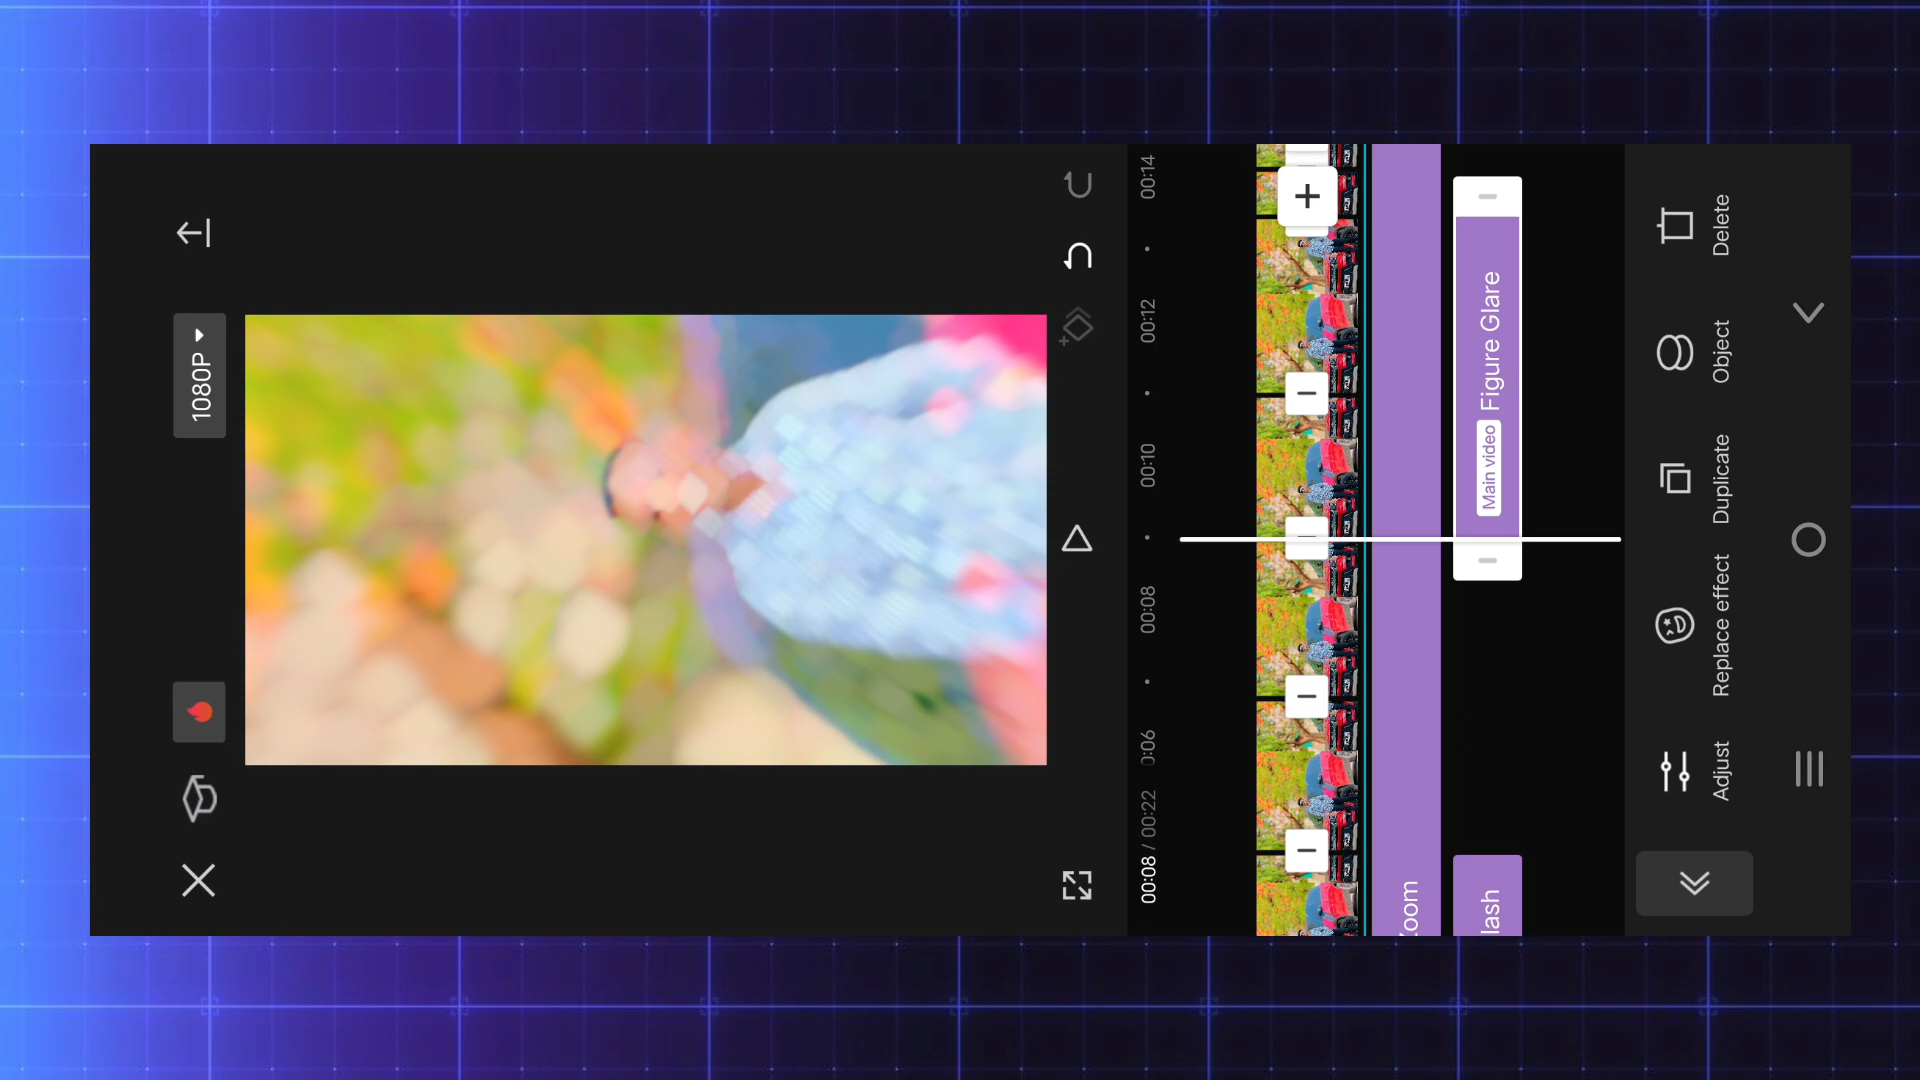 1080P
00:08 / 00:22
0:06
00:08
00:10
00:12
00:14
Zoom
lash
Main video Figure Glare
Adjust
Replace effect
Duplicate
Object
Delete